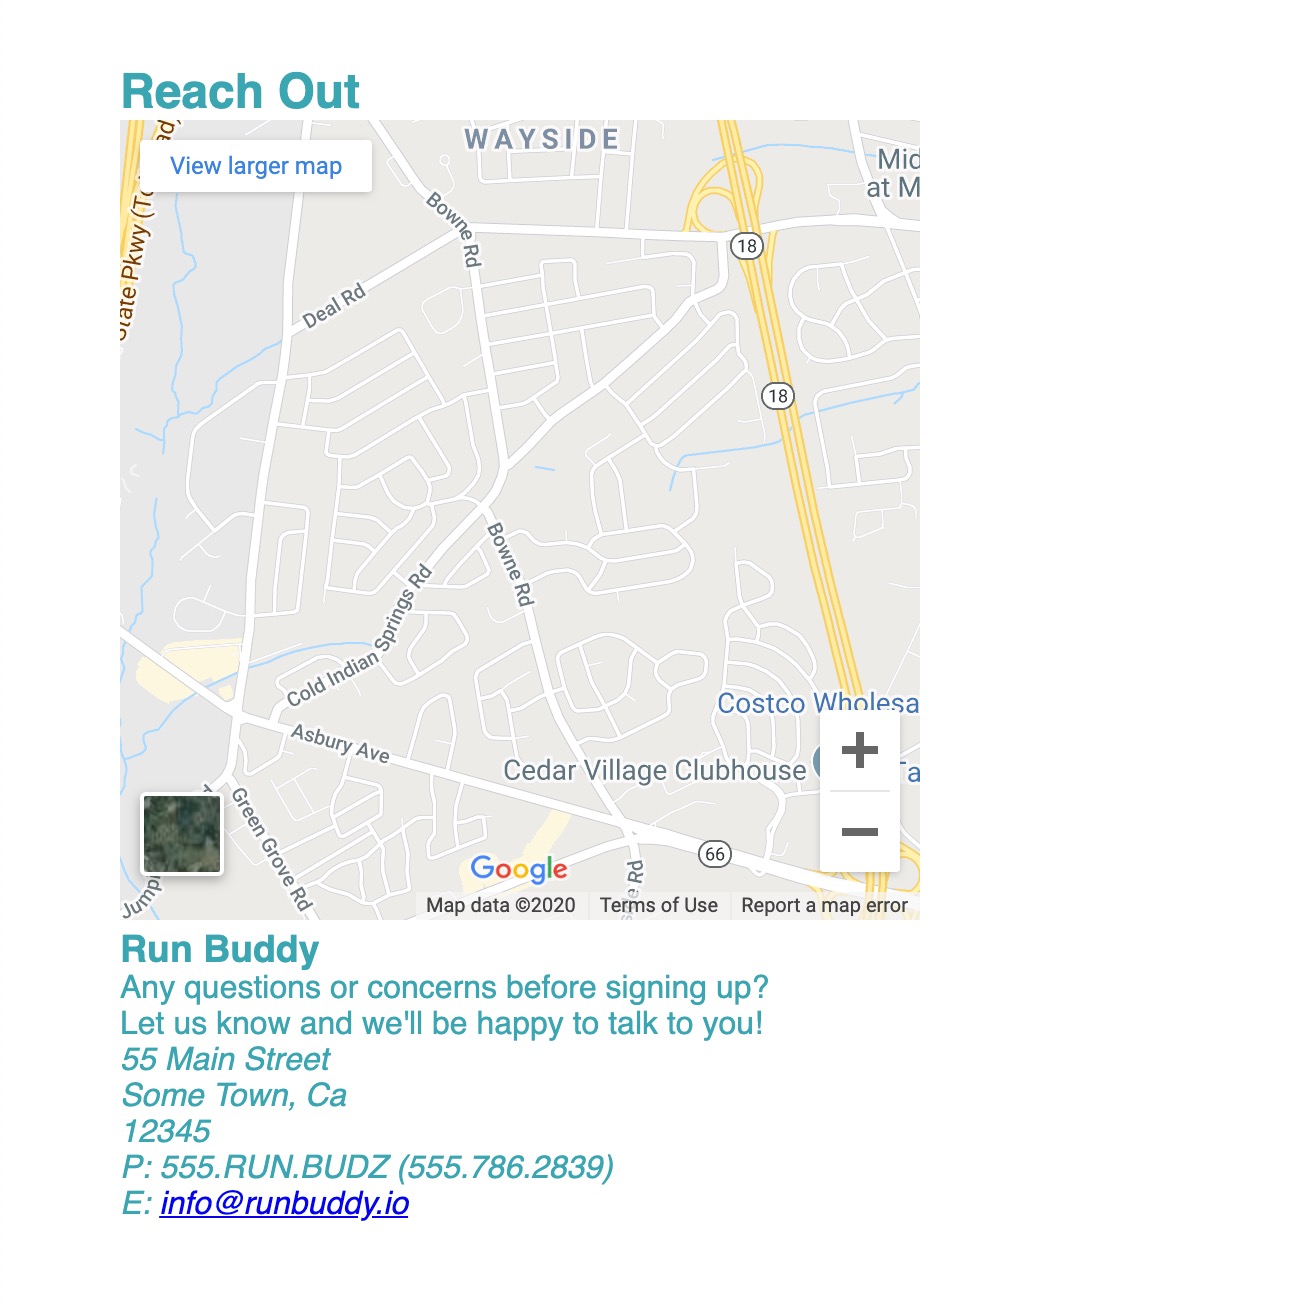 Reach Out
WAYSIDE
View larger map
Mid
at M
Bowne Rd
18
State Pkwy
Deal Rd
18
Bowne Rd
Cold Indian Springs Rd
Costco Wholesa
Asbury Ave
Cedar Village Clubhouse
Ta
Green Grove Rd
66
Google
Jumpi
Rd
Map data ©2020
Terms of Use
Report a map error
Run Buddy
Any questions or concerns before signing up?
Let us know and we'll be happy to talk to you!
55 Main Street
Some Town, Ca
12345
P: 555.RUN.BUDZ (555.786.2839)
E: info@runbuddy.io